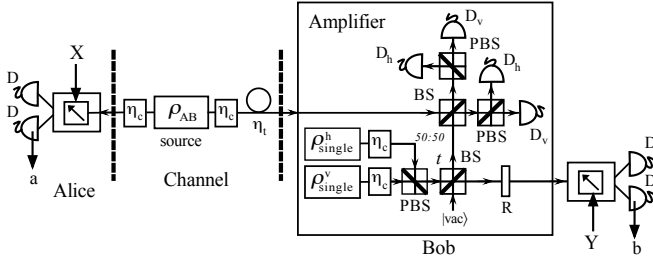 Amplifier
D_v
D_h
PBS
D_h
X
D
D
η_c
ρ_AB
η_c
η_t
source
BS
PBS
D_v
50:50
ρ^h_single
η_c
ρ^v_single
η_c
t
BS
PBS
R
|vac⟩
D
D
a
Alice
Channel
Bob
Y
b